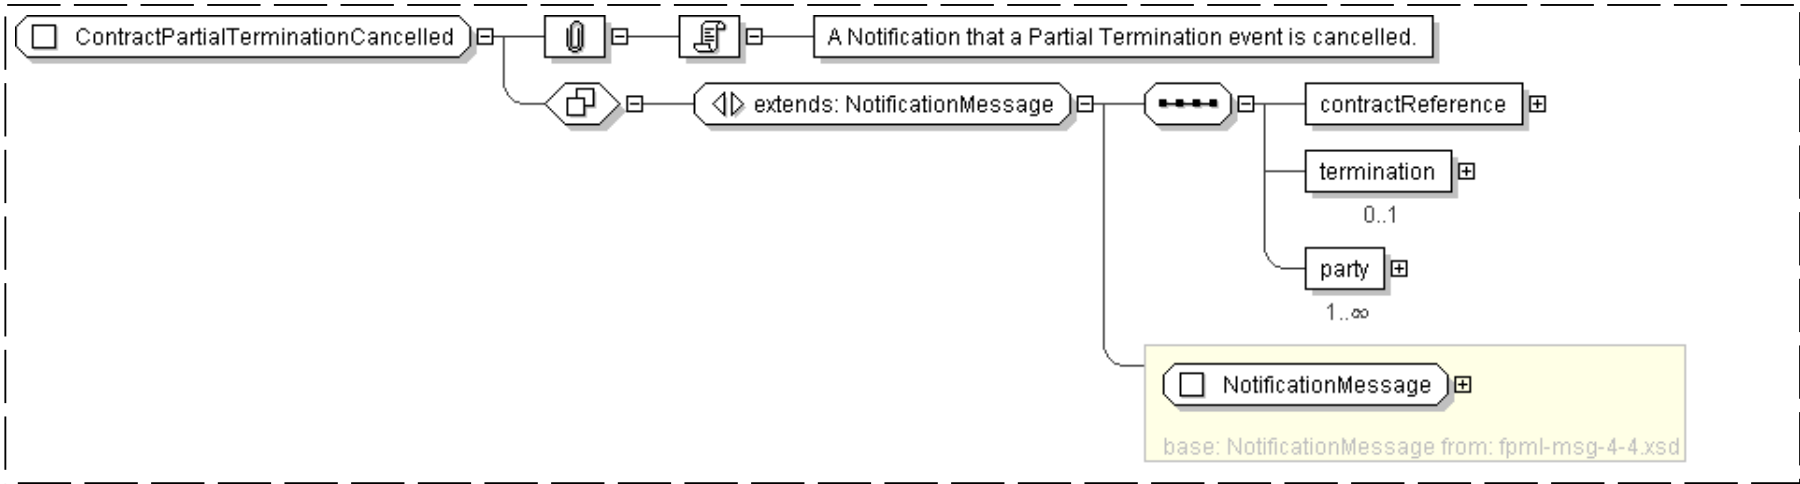 ContractPartialTerminationCancelled
A Notification that a Partial Termination event is cancelled.
extends: NotificationMessage
contractReference
termination
0..1
party
1..∞
NotificationMessage
base: NotificationMessage from: fpml-msg-4-4.xsd